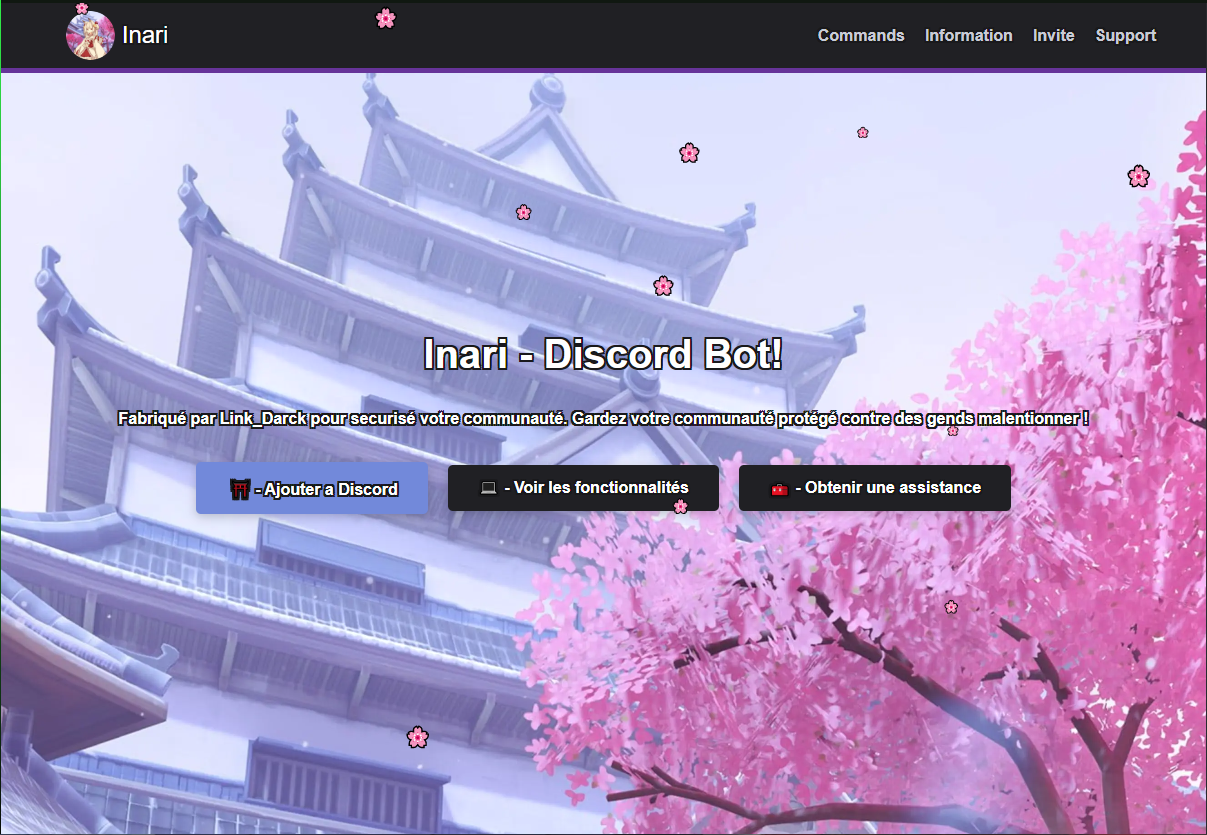 Inari
Commands Information Invite Support
Inari - Discord Bot!
Fabriqué par Link_Darck pour securisé votre communauté. Gardez votre communauté protégé contre des gends malentionner !
- Ajouter a Discord
- Voir les fonctionnalités
- Obtenir une assistance